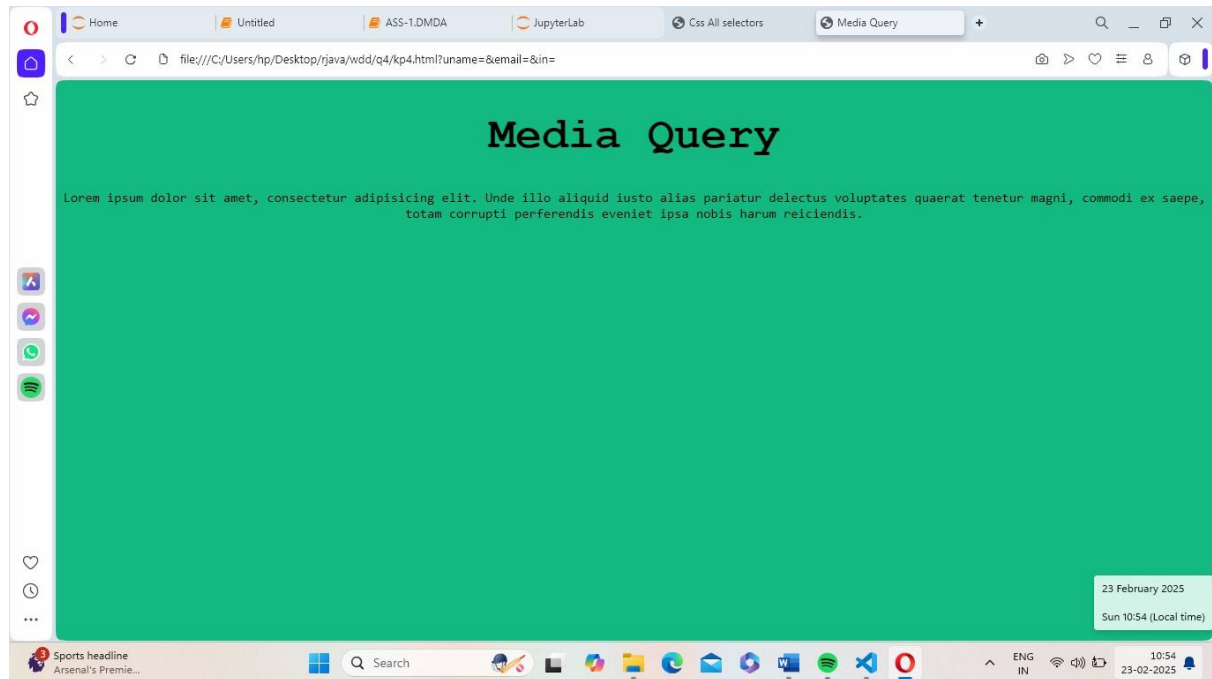 Home
Untitled
ASS-1.DMDA
JupyterLab
Css All selectors
Media Query
file:///C:/Users/hp/Desktop/rjava/wdd/q4/kp4.html?uname=&email=&in=
Media Query
Lorem ipsum dolor sit amet, consectetur adipisicing elit. Unde illo aliquid iusto alias pariatur delectus voluptates quaerat tenetur magni, commodi ex saepe,
totam corrupti perferendis eveniet ipsa nobis harum reiciendis.
23 February 2025
Sun 10:54 (Local time)
3
Sports headline
Arsenal's Premie...
Search
ENG
IN
10:54
23-02-2025